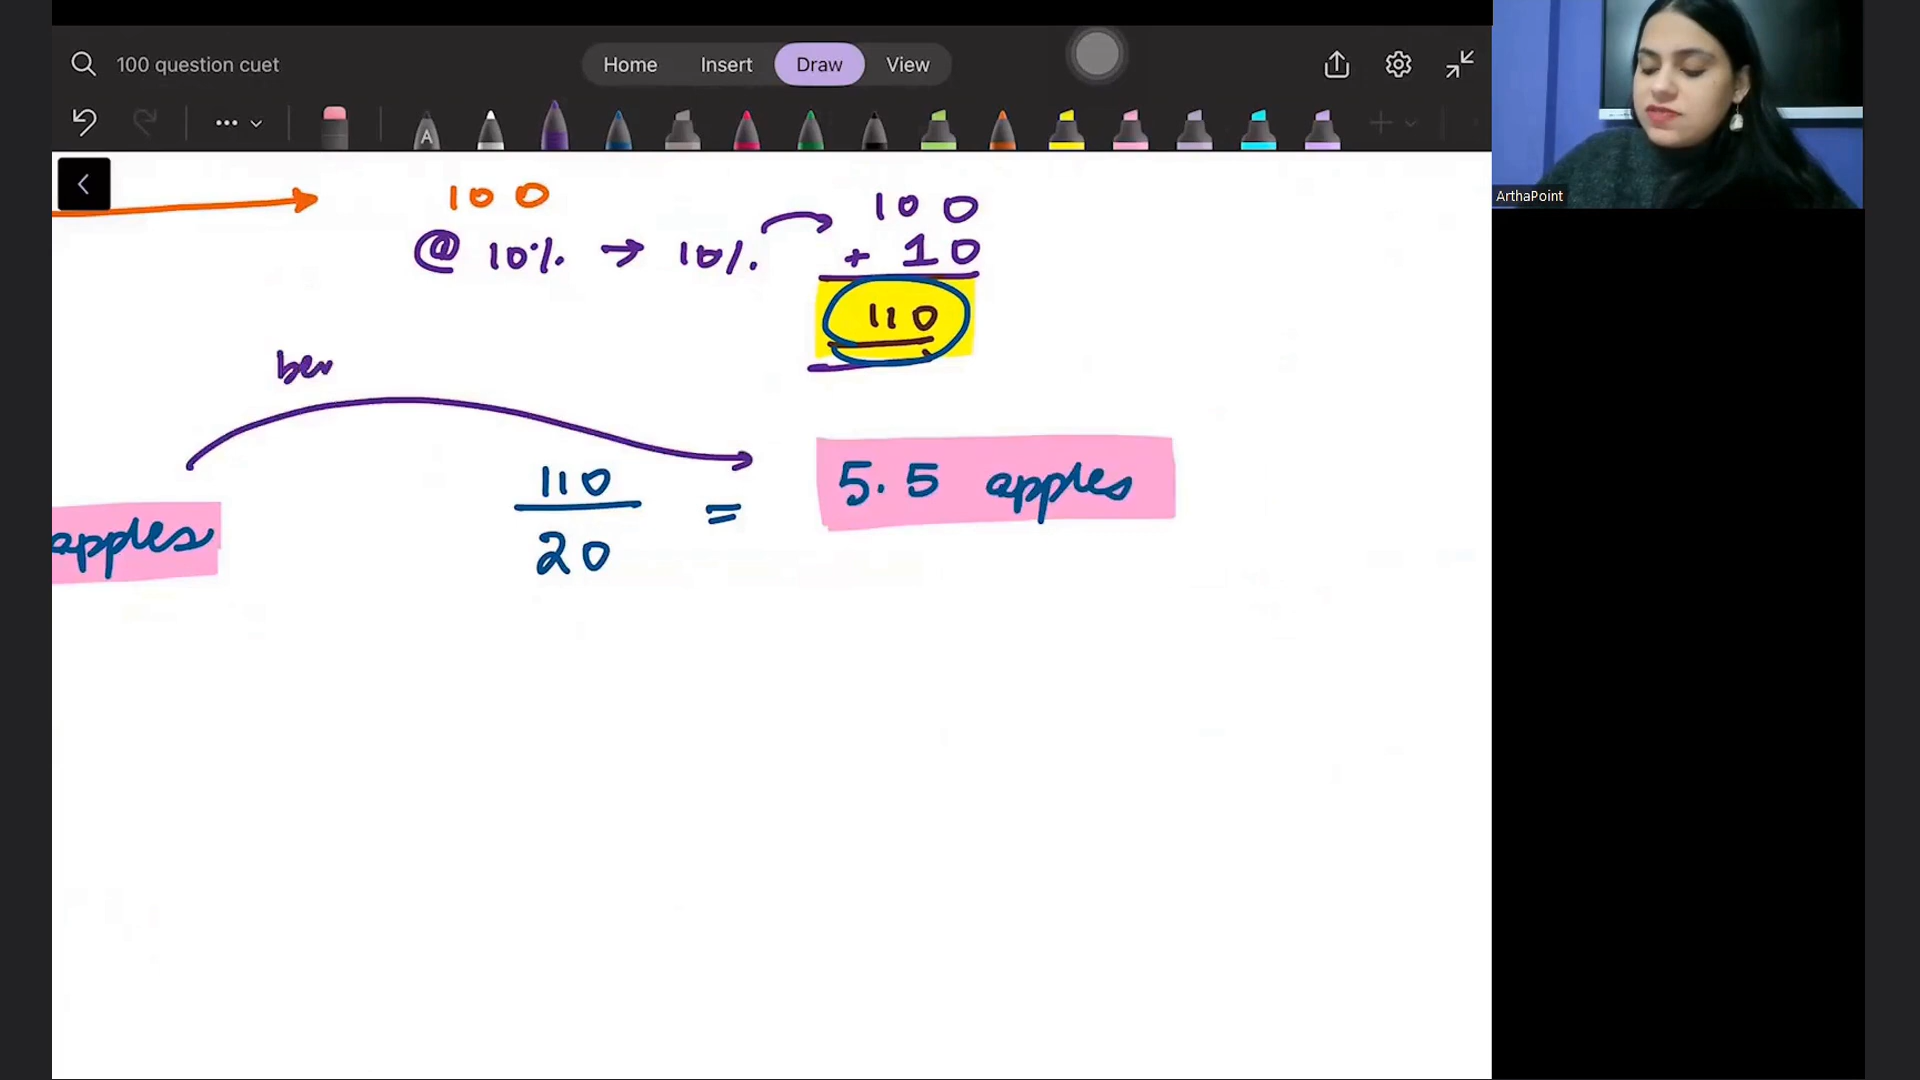 100 question cuet
Home Insert Draw View
A
ArthaPoint
100
@ 10% → 10%
100
+ 10
110
ben
apples
110
20
= 5.5 apples